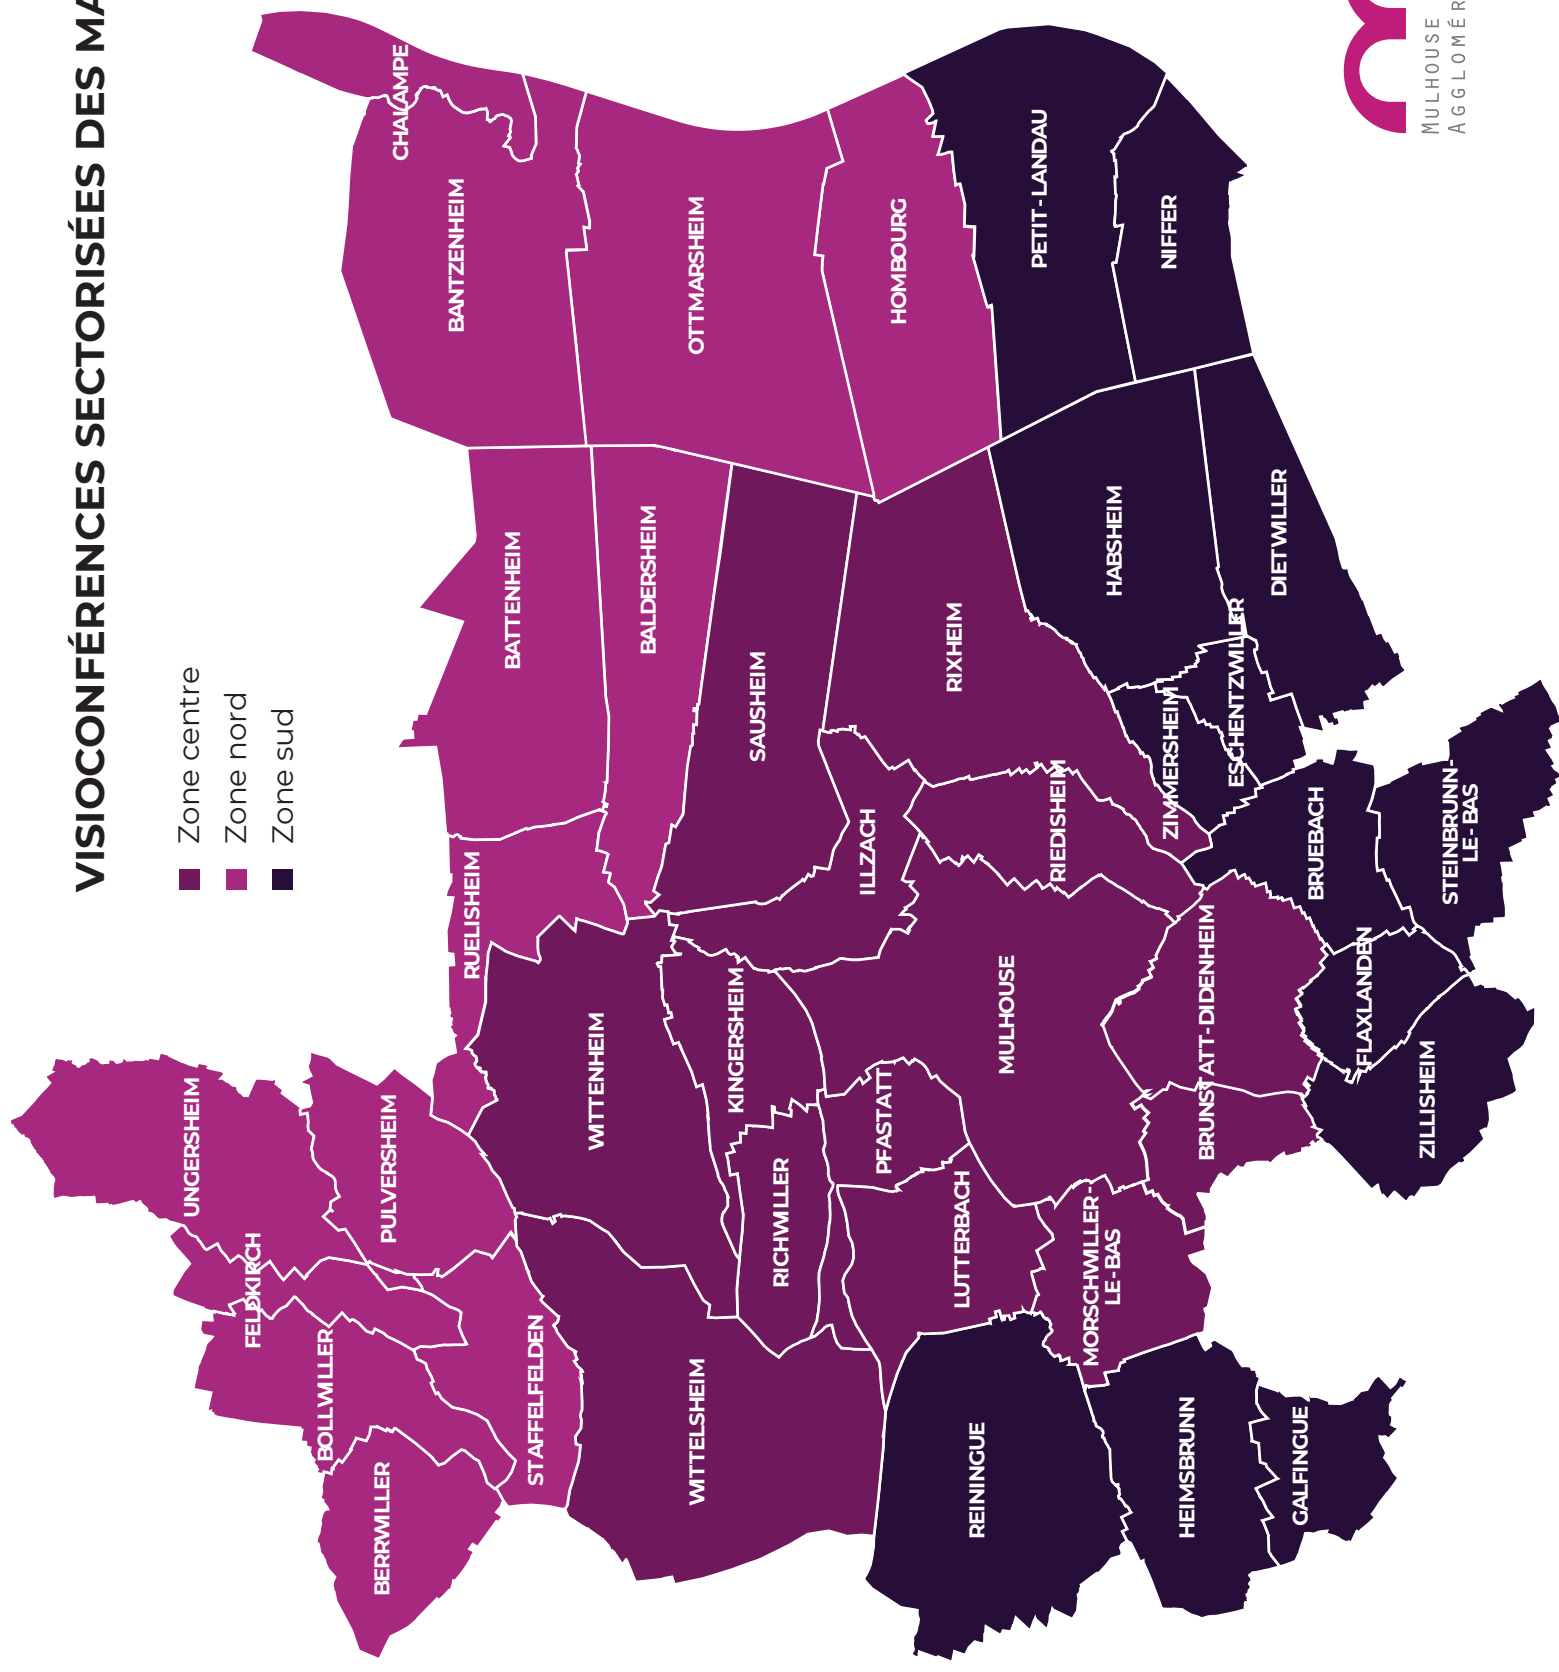 VISIOCONFÉRENCES SECTORISÉES DES MA
Zone centre
Zone nord
Zone sud
UNGERSHEIM
FELDKIRCH
PULVERSHEIM
BOLLWILLER
BERRWILLER
STAFFELFELDEN
RUELISHEIM
BATTENHEIM
BALDERSHEIM
CHALAMPE
BANTZENHEIM
OTTMARSHEIM
HOMBOURG
PETIT-LANDAU
NIFFER
WITTELSHEIM
WITTENHEIM
KINGERSHEIM
RICHWILLER
SAUSHEIM
ILLZACH
RIXHEIM
RIEDISHEIM
PFASTATT
LUTTERBACH
MULHOUSE
MORSCHWILLER-
LE-BAS
BRUNSTATT-DIDENHEIM
HABSHEIM
ZIMMERSHEIM
ESCHENTZWILLER
DIETWILLER
BRUEBACH
STEINBRUNN-
LE-BAS
FLAXLANDEN
ZILLISHEIM
REININGUE
HEIMSBRUNN
GALFINGUE
MULHOUSE
AGGLOMÉR